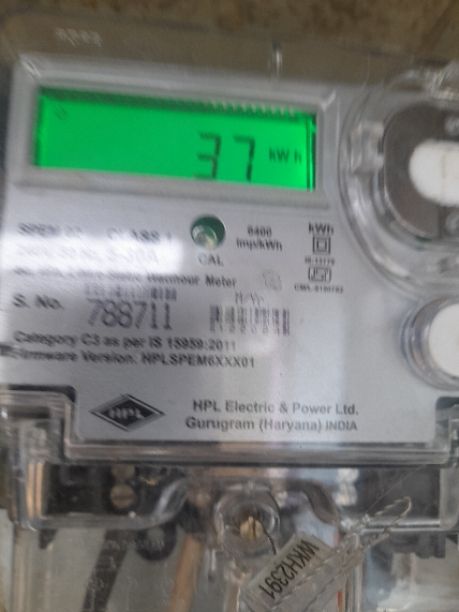 37 kWh
CLASS 1
6400
Imp/kWh
kWh
CAL
Watthour Meter
S. No. 788711
Category C3 as per IS 15959:2011
Firmware Version: HPLSPEM6XXX01
HPL
HPL Electric & Power Ltd.
Gurugram (Haryana) INDIA
WKH2391